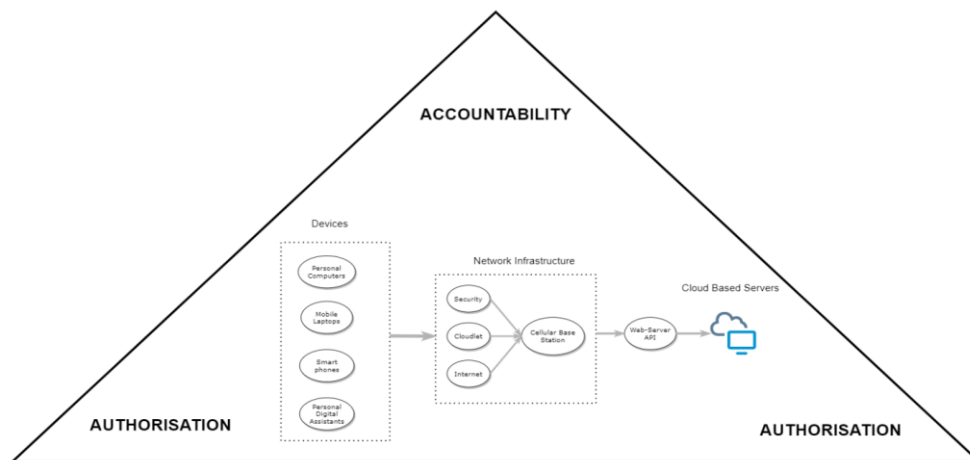 ACCOUNTABILITY
Devices
Personal
Computers
Mobile
Laptops
Smart
phones
Personal
Digital
Assistants
Network Infrastructure
Security
Cloudlet
Internet
Cellular Base
Station
Web-Server
API
Cloud Based Servers
AUTHORISATION
AUTHORISATION